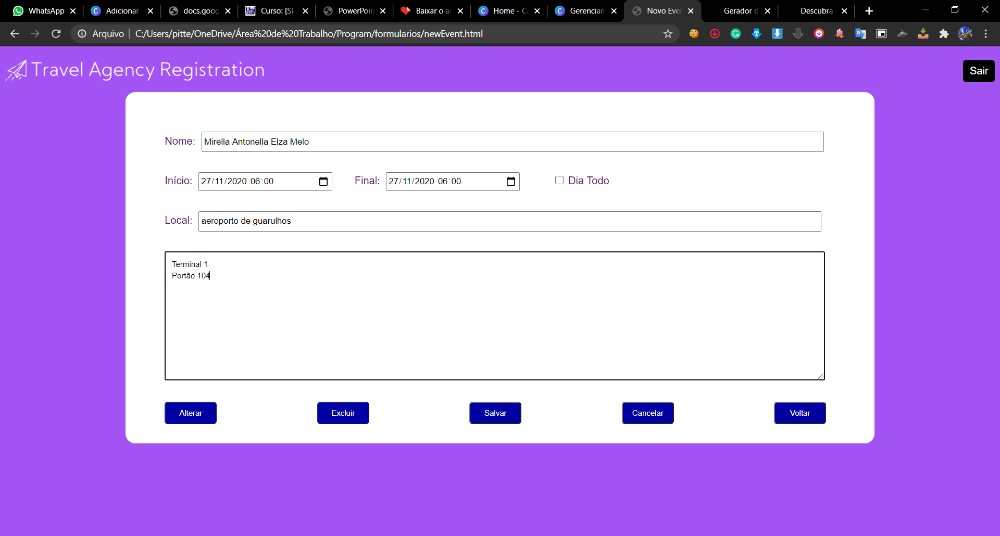 WhatsApp
Adicionar
docs.goog
Curso: [SI-
PowerPoin
Baixar o ar
Home - Ca
Gerenciam
Novo Ever
Gerador d
Descubra
Arquivo | C:/Users/pitte/OneDrive/Área%20de%20Trabalho/Program/formularios/newEvent.html
Travel Agency Registration
Sair
Nome: Mirella Antonella Elza Melo
Início: 27/11/2020 06:00 Final: 27/11/2020 06:00 Dia Todo
Local: aeroporto de guarulhos
Terminal 1
Portão 104
Alterar Excluir Salvar Cancelar Voltar